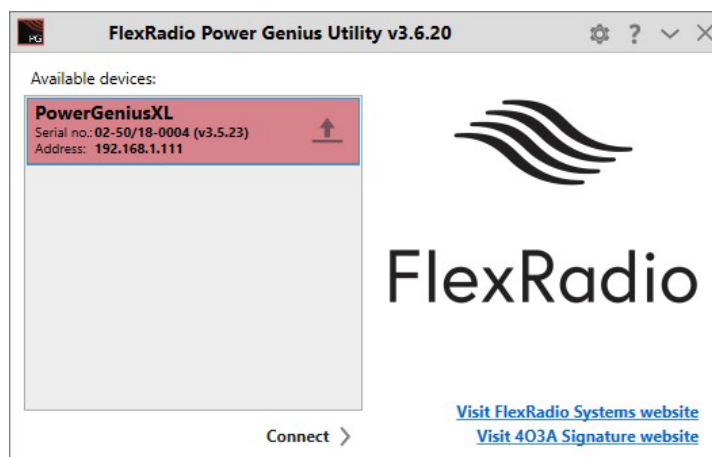 PG
FlexRadio Power Genius Utility v3.6.20
Available devices:
PowerGeniusXL
Serial no.: 02-50/18-0004 (v3.5.23)
Address: 192.168.1.111
FlexRadio
Visit FlexRadio Systems website
Connect
Visit 4O3A Signature website